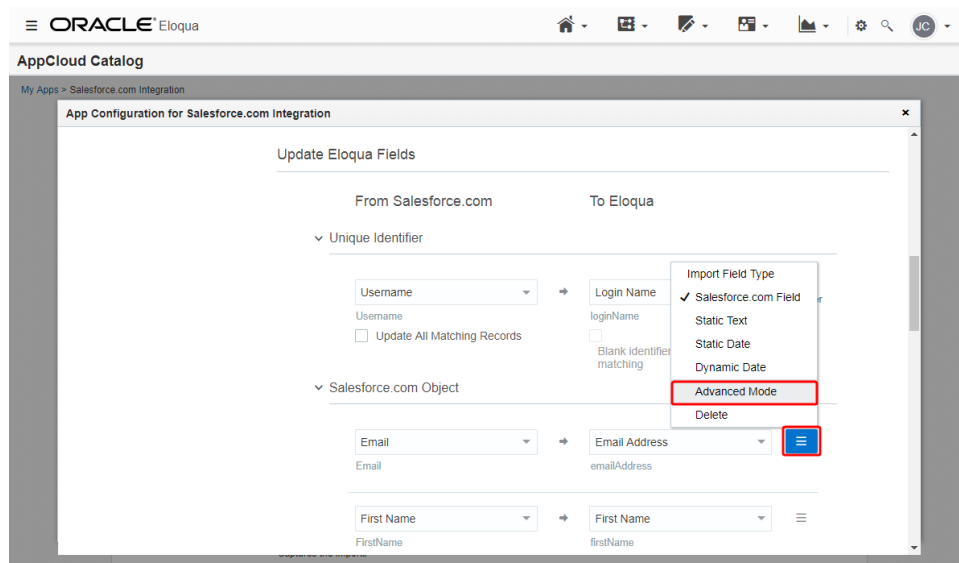 ORACLE Eloqua
JC
AppCloud Catalog
My Apps > Salesforce.com Integration
App Configuration for Salesforce.com Integration
Update Eloqua Fields
From Salesforce.com To Eloqua
Unique Identifier
Import Field Type
Username Login Name ✓ Salesforce.com Field
Username loginName Static Text
Update All Matching Records Static Date
Blank identifier
matching Dynamic Date
Salesforce.com Object Advanced Mode
Delete
Email Email Address
Email emailAddress
First Name First Name
FirstName firstName